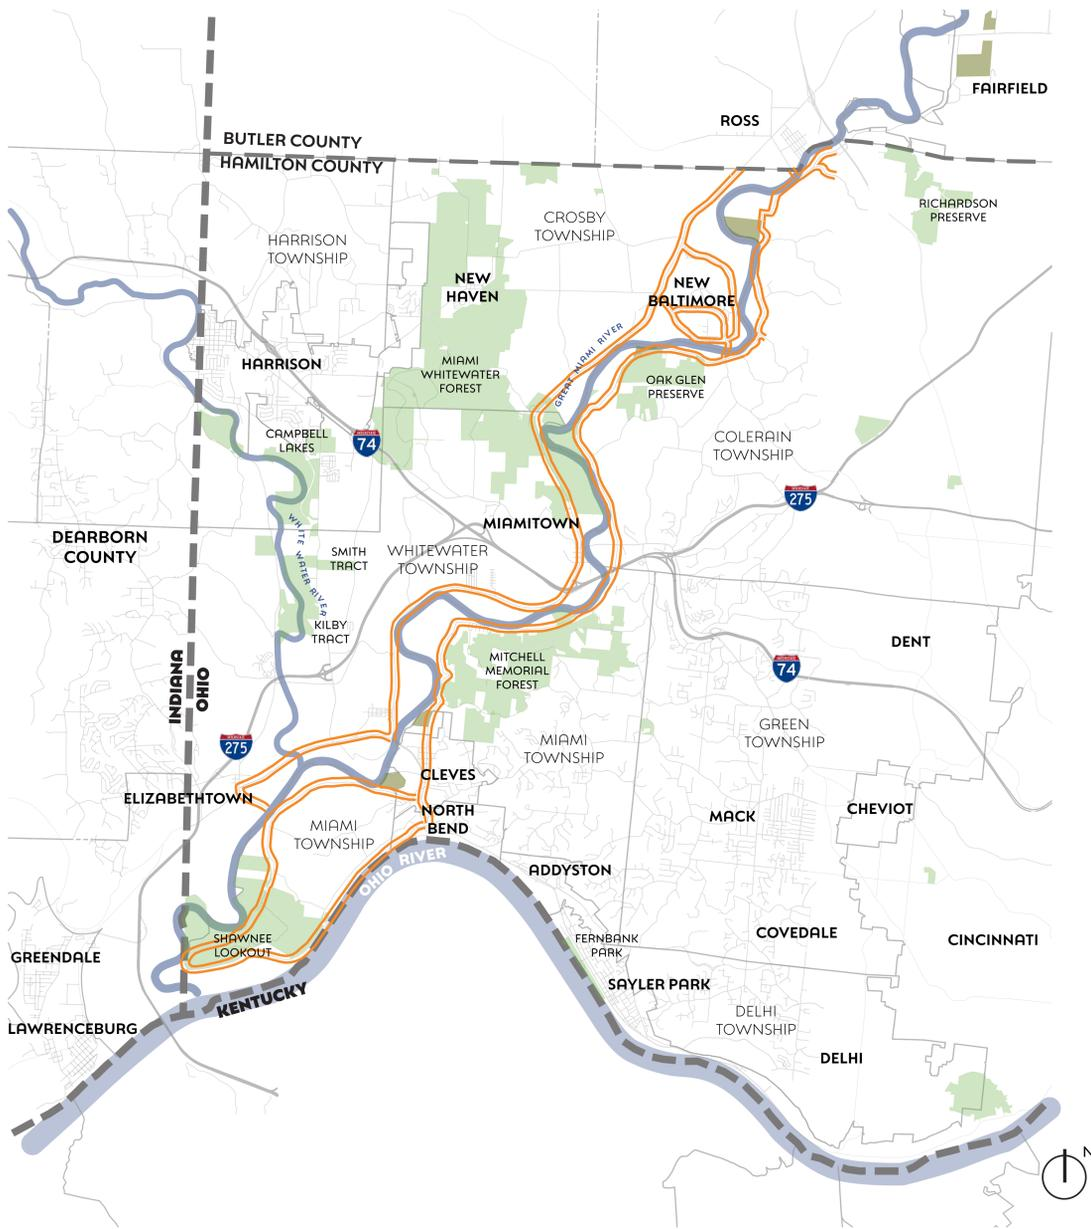 FAIRFIELD
ROSS
BUTLER COUNTY
HAMILTON COUNTY
RICHARDSON
PRESERVE
CROSBY
TOWNSHIP
HARRISON
TOWNSHIP
NEW
HAVEN
NEW
BALTIMORE
GREAT MIAMI RIVER
HARRISON
MIAMI
WHITEWATER
FOREST
OAK GLEN
PRESERVE
CAMPBELL
LAKES
INTERSTATE
74
COLERAIN
TOWNSHIP
INTERSTATE
275
MIAMITOWN
DEARBORN
COUNTY
WHITE WATER RIVER
SMITH
TRACT
WHITEWATER
TOWNSHIP
KILBY
TRACT
DENT
MITCHELL
MEMORIAL
FOREST
INTERSTATE
74
INDIANA
OHIO
INTERSTATE
275
GREEN
TOWNSHIP
MIAMI
TOWNSHIP
CLEVES
ELIZABETHTOWN
NORTH
BEND
MACK
CHEVIOT
MIAMI
TOWNSHIP
OHIO RIVER
ADDYSTON
SHAWNEE
LOOKOUT
FERNBANK
PARK
COVEDALE
CINCINNATI
GREENDALE
SAYLER PARK
KENTUCKY
LAWRENCEBURG
DELHI
TOWNSHIP
DELHI
N